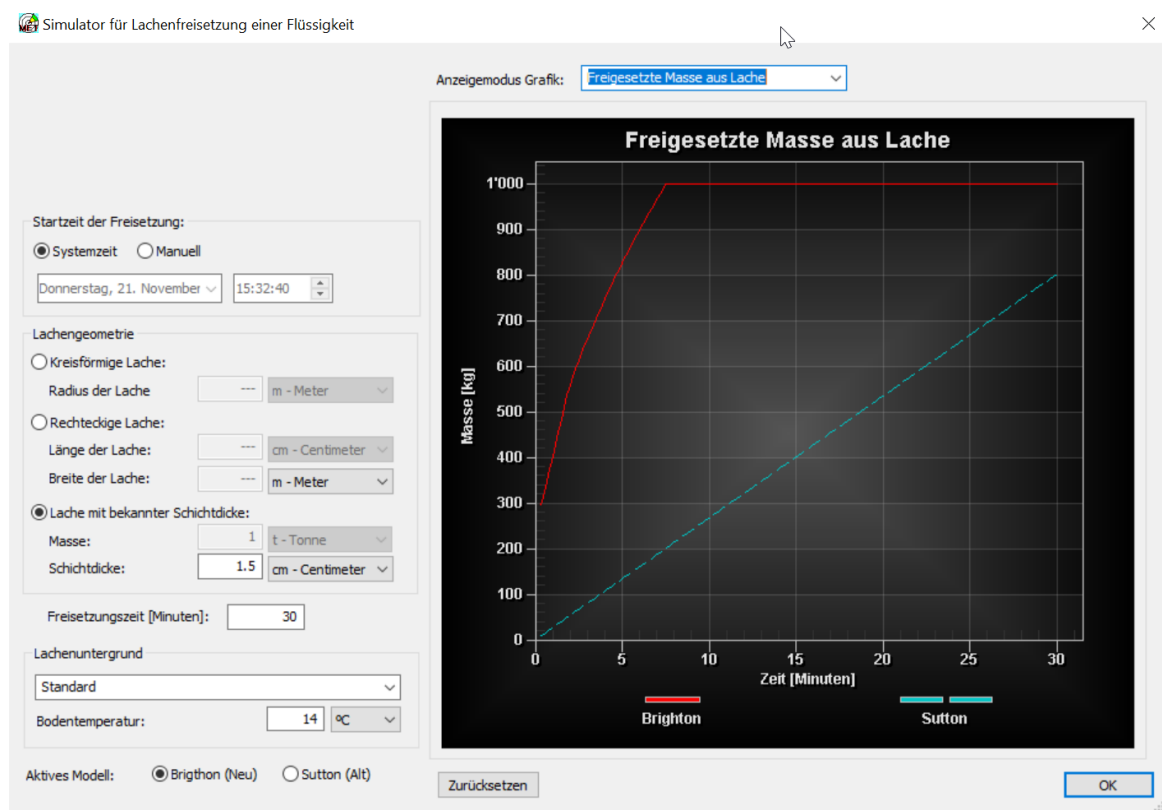 Simulator für Lachenfreisetzung einer Flüssigkeit
Anzeigemodus Grafik: Freigesetzte Masse aus Lache
Startzeit der Freisetzung:
Systemzeit Manuell
Donnerstag, 21. November 15:32:40
Lachengeometrie
Kreisförmige Lache:
Radius der Lache --- m - Meter
Rechteckige Lache:
Länge der Lache: --- cm - Centimeter
Breite der Lache: --- m - Meter
Lache mit bekannter Schichtdicke:
Masse: 1 t - Tonne
Schichtdicke: 1.5 cm - Centimeter
Freisetzungszeit [Minuten]: 30
Lachenuntergrund
Standard
Bodentemperatur: 14 ºC
Aktives Modell: Brigthon (Neu) Sutton (Alt)
Freigesetzte Masse aus Lache
Masse [kg]
1'000
900
800
700
600
500
400
300
200
100
0
0 5 10 15 20 25 30
Zeit [Minuten]
Brighton Sutton
Zurücksetzen OK